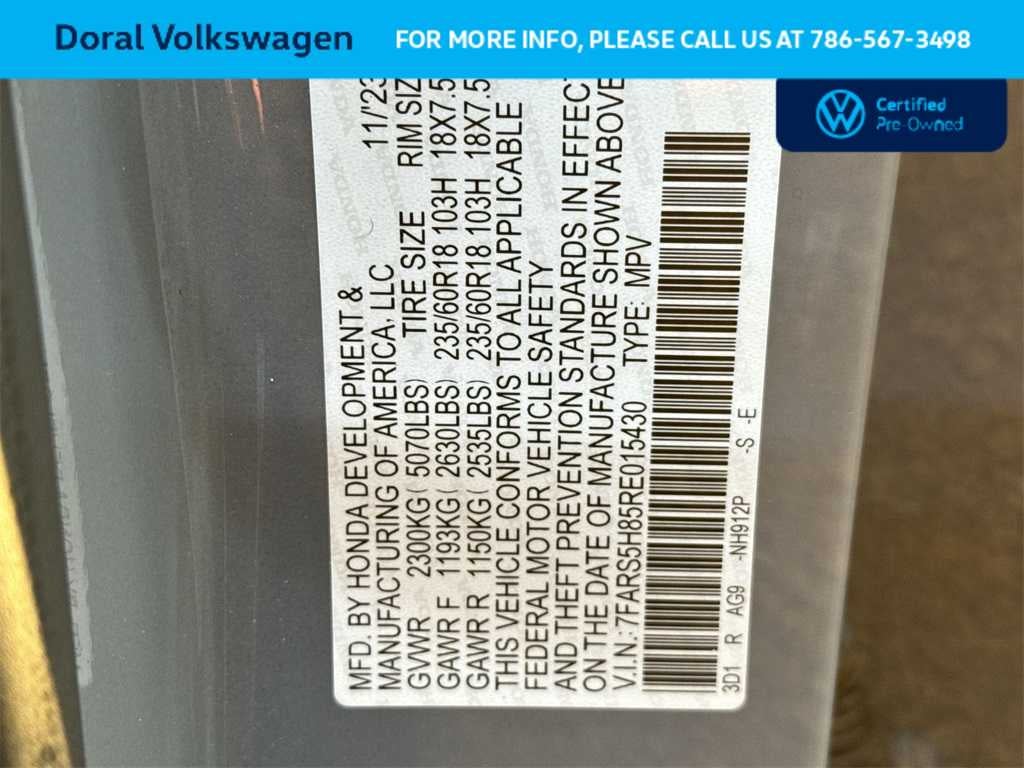 Doral Volkswagen
FOR MORE INFO, PLEASE CALL US AT 786-567-3498
Certified
Pre-Owned
MFD. BY HONDA DEVELOPMENT &
MANUFACTURING OF AMERICA, LLC 11/'23
GVWR 2300KG( 5070LBS) TIRE SIZE RIM SIZ
GAWR F 1193KG( 2630LBS) 235/60R18 103H 18X7.5
GAWR R 1150KG( 2535LBS) 235/60R18 103H 18X7.5
THIS VEHICLE CONFORMS TO ALL APPLICABLE
FEDERAL MOTOR VEHICLE SAFETY
AND THEFT PREVENTION STANDARDS IN EFFECT
ON THE DATE OF MANUFACTURE SHOWN ABOVE
V.I.N.: 7FARS5H85RE015430 TYPE: MPV
3D1 R AG9 -NH912P -S -E